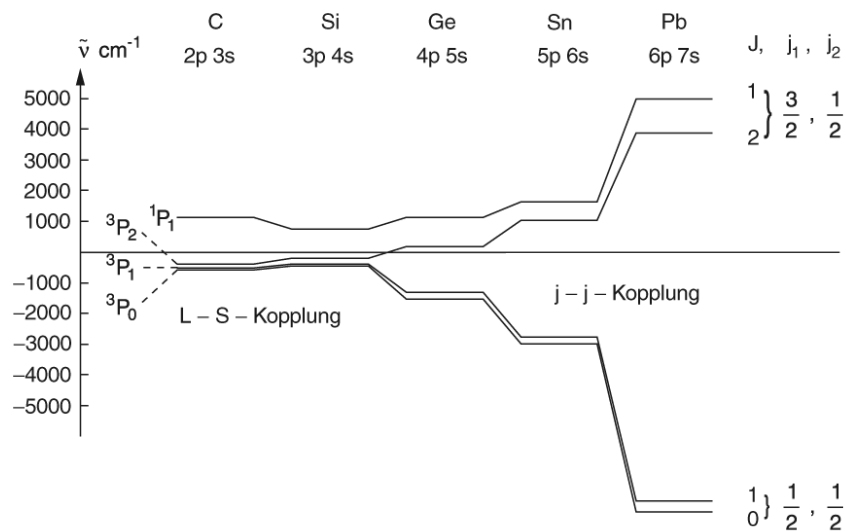 C Si Ge Sn Pb
ν̃ cm⁻¹ 2p 3s 3p 4s 4p 5s 5p 6s 6p 7s J, j₁ , j₂
5000
4000
3000
2000
1000
−1000
−2000
−3000
−4000
−5000
¹P₁
³P₂
³P₁
³P₀
L – S – Kopplung
j – j – Kopplung
1
2 } 3/2 , 1/2
1
0 } 1/2 , 1/2